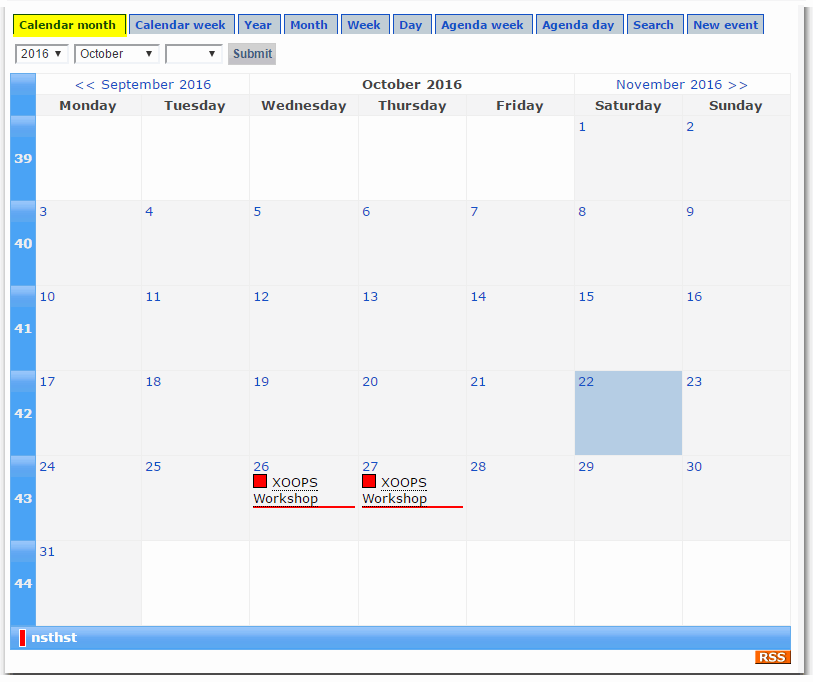 Calendar month Calendar week Year Month Week Day Agenda week Agenda day Search New event
2016 October Submit
<< September 2016 October 2016 November 2016 >>
Monday Tuesday Wednesday Thursday Friday Saturday Sunday
1 2
39
3 4 5 6 7 8 9
40
10 11 12 13 14 15 16
41
17 18 19 20 21 22 23
42
24 25 26 27 28 29 30
XOOPS XOOPS
43 Workshop Workshop
31
44
nsthst
RSS